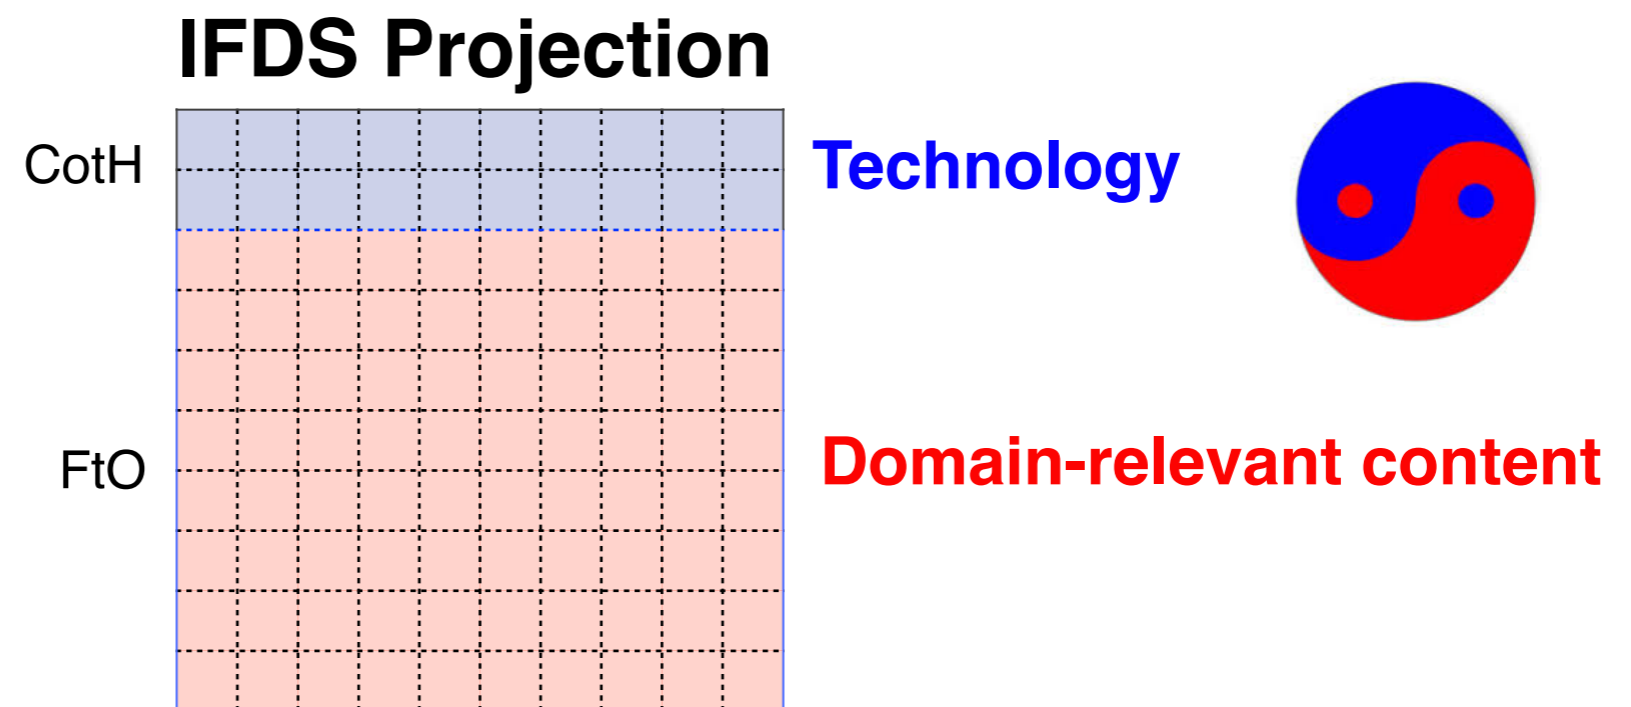 IFDS Projection
CotH
Technology
FtO
Domain-relevant content